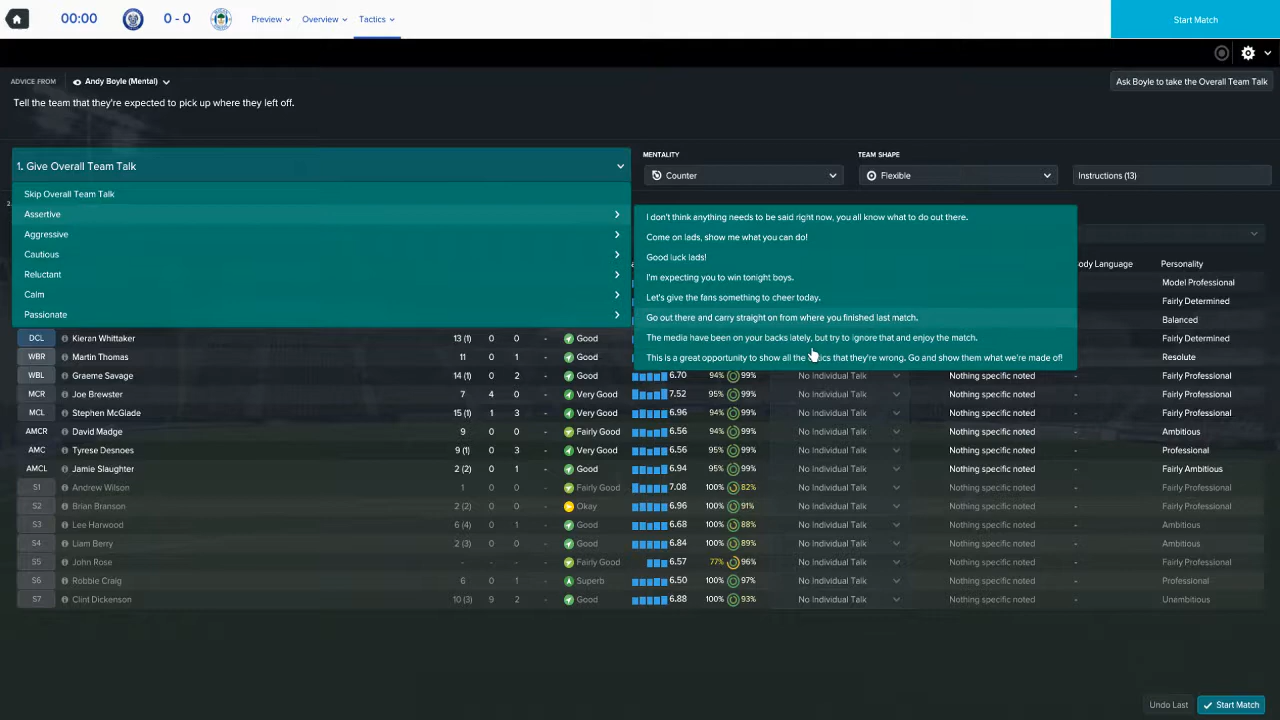 00:00 0 - 0 Preview Overview Tactics Start Match
ADVICE FROM Andy Boyle (Mental) Ask Boyle to take the Overall Team Talk
Tell the team that they're expected to pick up where they left off.
MENTALITY TEAM SHAPE
1. Give Overall Team Talk Counter Flexible Instructions (13)
Skip Overall Team Talk
Assertive
Aggressive
Cautious
Reluctant
Calm
Passionate
I don't think anything needs to be said right now, you all know what to do out there.
Come on lads, show me what you can do!
Good luck lads!
I'm expecting you to win tonight boys.
Let's give the fans something to cheer today.
Go out there and carry straight on from where you finished last match.
The media have been on your backs lately, but try to ignore that and enjoy the match.
This is a great opportunity to show all the that they're wrong. Go and show them what we're made of!
Language Personality
Model Professional
Fairly Determined
Balanced
DCL Kieran Whittaker 13 (1) 0 0 - Good Fairly Determined
WBR Martin Thomas 11 0 1 - Good Resolute
WBL Graeme Savage 14 (1) 0 2 - Good 6.70 94% 99% No Individual Talk Nothing specific noted - Fairly Professional
MCR Joe Brewster 7 4 0 - Very Good 7.52 95% 99% No Individual Talk Nothing specific noted - Fairly Professional
MCL Stephen McGlade 15 (1) 1 3 - Very Good 6.96 94% 99% No Individual Talk Nothing specific noted - Fairly Professional
AMCR David Madge 9 0 0 - Fairly Good 6.56 94% 99% No Individual Talk Nothing specific noted - Ambitious
AMC Tyrese Desnoes 9 (1) 0 3 - Very Good 6.56 95% 99% No Individual Talk Nothing specific noted - Professional
AMCL Jamie Slaughter 2 (2) 0 1 - Good 6.94 95% 99% No Individual Talk Nothing specific noted - Fairly Ambitious
S1 Andrew Wilson 1 0 0 - Fairly Good 7.08 100% 82% No Individual Talk Nothing specific noted - Fairly Professional
S2 Brian Branson 2 (2) 0 0 - Okay 6.96 100% 91% No Individual Talk Nothing specific noted - Fairly Professional
S3 Lee Harwood 6 (4) 0 1 - Good 6.68 100% 88% No Individual Talk Nothing specific noted - Ambitious
S4 Liam Berry 2 (3) 0 0 - Good 6.84 100% 89% No Individual Talk Nothing specific noted - Ambitious
S5 John Rose - - - - Fairly Good 6.57 77% 96% No Individual Talk Nothing specific noted - Fairly Professional
S6 Robbie Craig 6 0 1 - Superb 6.50 100% 97% No Individual Talk Nothing specific noted - Professional
S7 Clint Dickenson 10 (3) 9 2 - Good 6.88 100% 93% No Individual Talk Nothing specific noted - Unambitious
Undo Last Start Match